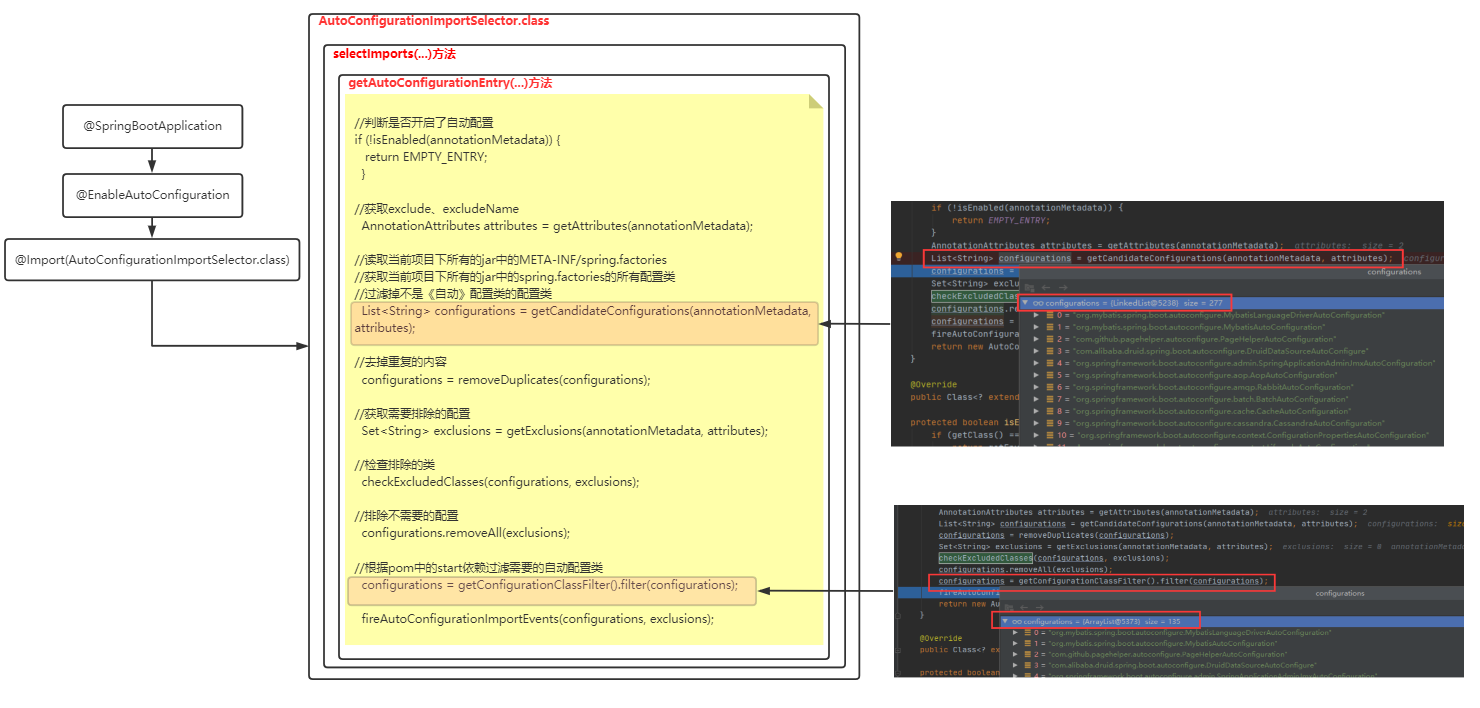 AutoConfigurationImportSelector.class
selectImports(...)方法
getAutoConfigurationEntry(...)方法
@SpringBootApplication
@EnableAutoConfiguration
@Import(AutoConfigurationImportSelector.class)
//判断是否开启了自动配置
if (!isEnabled(annotationMetadata)) {
return EMPTY_ENTRY;
}
//获取exclude、excludeName
AnnotationAttributes attributes = getAttributes(annotationMetadata);
//读取当前项目下所有的jar中的META-INF/spring.factories
//获取当前项目下所有的jar中的spring.factories的所有配置类
//过滤掉不是《自动》配置类的配置类
List<String> configurations = getCandidateConfigurations(annotationMetadata,
attributes);
//去掉重复的内容
configurations = removeDuplicates(configurations);
//获取需要排除的配置
Set<String> exclusions = getExclusions(annotationMetadata, attributes);
//检查排除的类
checkExcludedClasses(configurations, exclusions);
//排除不需要的配置
configurations.removeAll(exclusions);
//根据pom中的start依赖过滤需要的自动配置类
configurations = getConfigurationClassFilter().filter(configurations);
fireAutoConfigurationImportEvents(configurations, exclusions);
if (!isEnabled(annotationMetadata)) {
return EMPTY_ENTRY;
}
AnnotationAttributes attributes = getAttributes(annotationMetadata); attributes: size = 2
List<String> configurations = getCandidateConfigurations(annotationMetadata, attributes); configur
configurations =
configurations
Set<String> exclu
checkExcludedClas
configurations = (LinkedList@5238) size = 277
configurations.re
0 = "org.mybatis.spring.boot.autoconfigure.MybatisLanguageDriverAutoConfiguration"
configurations =
1 = "org.mybatis.spring.boot.autoconfigure.MybatisAutoConfiguration"
fireAutoConfigura
2 = "com.github.pagehelper.autoconfigure.PageHelperAutoConfiguration"
return new AutoCo
3 = "com.alibaba.druid.spring.boot.autoconfigure.DruidDataSourceAutoConfigure"
}
4 = "org.springframework.boot.autoconfigure.admin.SpringApplicationAdminJmxAutoConfiguration"
5 = "org.springframework.boot.autoconfigure.aop.AopAutoConfiguration"
@Override
6 = "org.springframework.boot.autoconfigure.amqp.RabbitAutoConfiguration"
public Class<? extend
7 = "org.springframework.boot.autoconfigure.batch.BatchAutoConfiguration"
8 = "org.springframework.boot.autoconfigure.cache.CacheAutoConfiguration"
protected boolean isE
9 = "org.springframework.boot.autoconfigure.cassandra.CassandraAutoConfiguration"
if (getClass() ==
10 = "org.springframework.boot.autoconfigure.context.ConfigurationPropertiesAutoConfiguration"
AnnotationAttributes attributes = getAttributes(annotationMetadata); attributes: size = 2
List<String> configurations = getCandidateConfigurations(annotationMetadata, attributes); configurations: size
configurations = removeDuplicates(configurations);
Set<String> exclusions = getExclusions(annotationMetadata, attributes); exclusions: size = 0 annotationMetada
checkExcludedClasses(configurations, exclusions);
configurations.removeAll(exclusions);
configurations = getConfigurationClassFilter().filter(configurations);
fireAutoConfi
configurations
return new Au
}
configurations = (ArrayList@5373) size = 135
0 = "org.mybatis.spring.boot.autoconfigure.MybatisLanguageDriverAutoConfiguration"
@Override
1 = "org.mybatis.spring.boot.autoconfigure.MybatisAutoConfiguration"
public Class<? ex
2 = "com.github.pagehelper.autoconfigure.PageHelperAutoConfiguration"
3 = "com.alibaba.druid.spring.boot.autoconfigure.DruidDataSourceAutoConfigure"
protected boolean